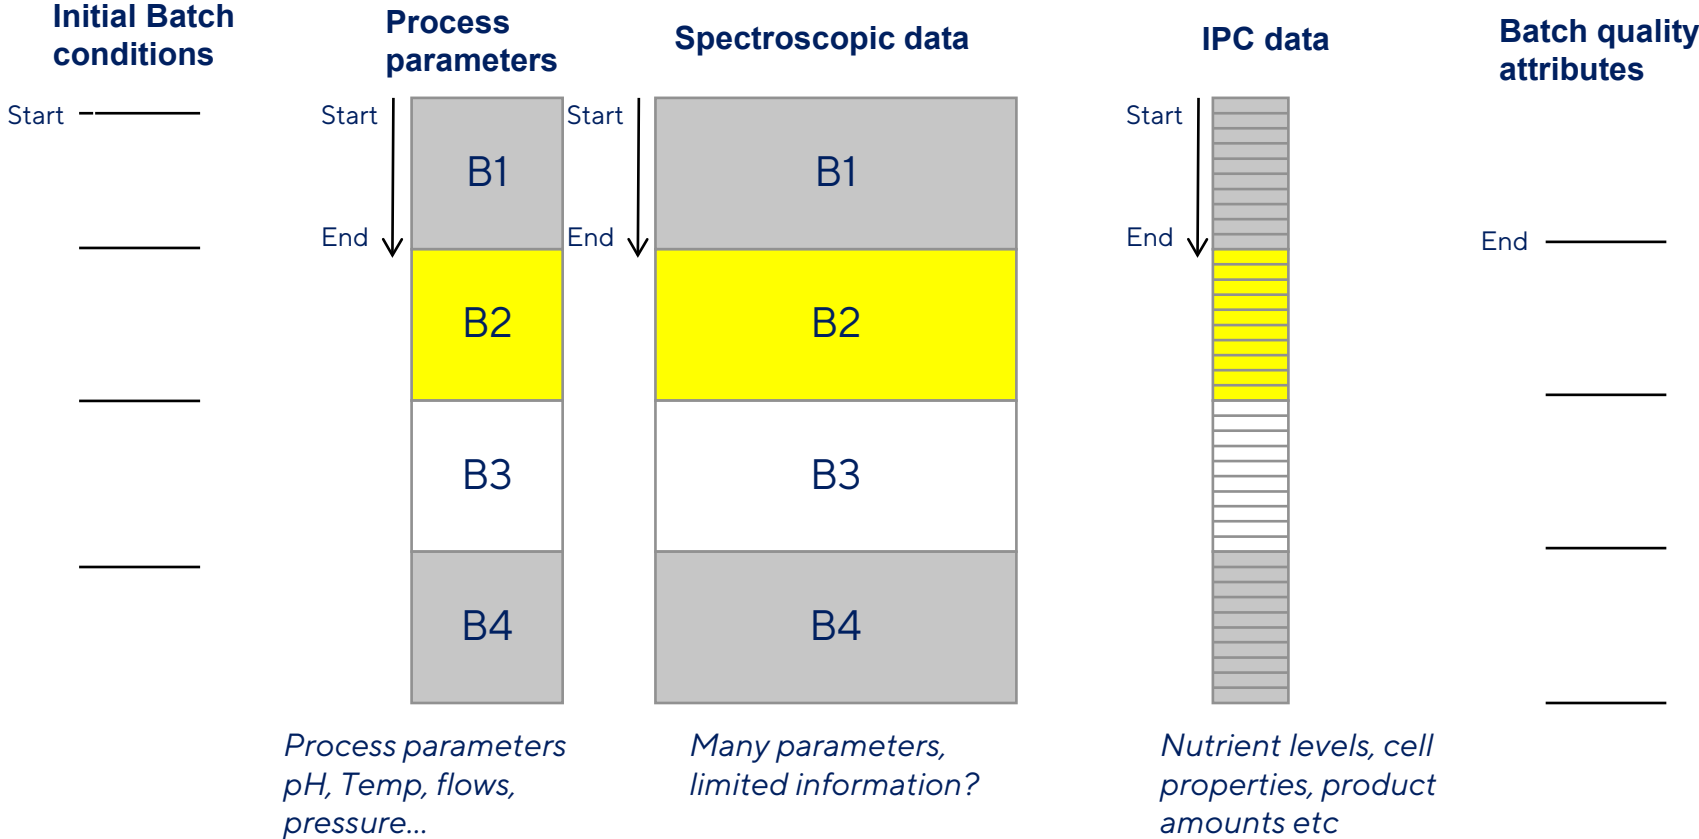 Initial Batch
conditions
Process
parameters
Spectroscopic data
IPC data
Batch quality
attributes
Start
Start
Start
Start
B1
B1
End
End
End
End
B2
B2
B3
B3
B4
B4
Process parameters
pH, Temp, flows,
pressure...
Many parameters,
limited information?
Nutrient levels, cell
properties, product
amounts etc